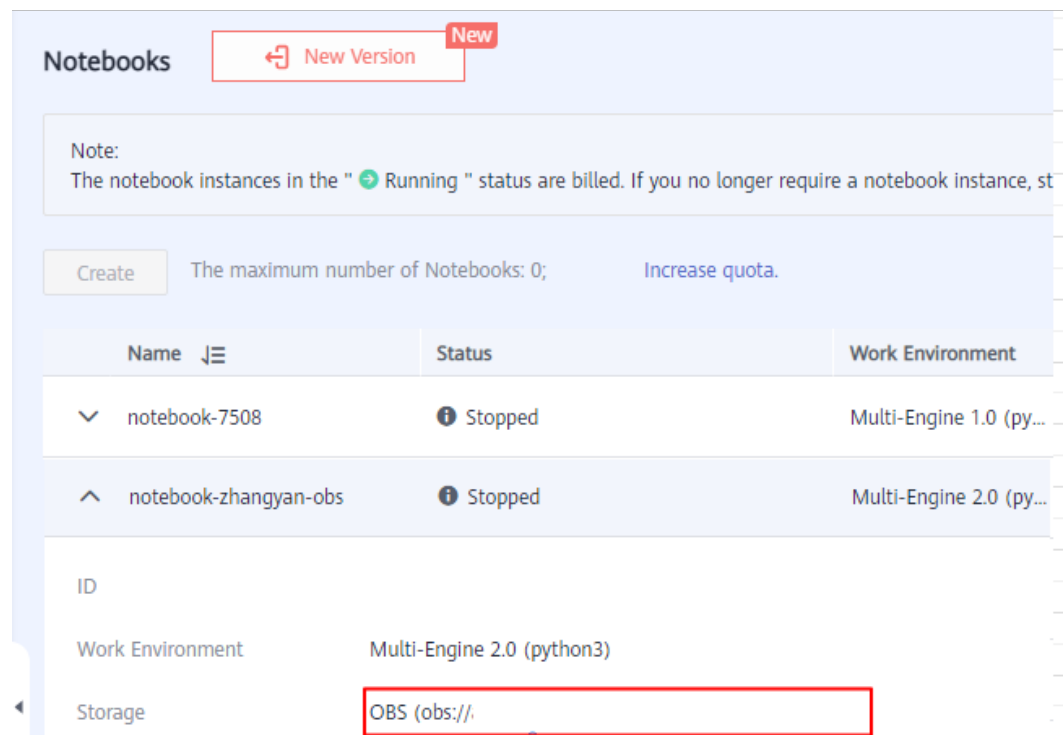 Notebooks
New Version
New
Note:
The notebook instances in the " Running " status are billed. If you no longer require a notebook instance, st
Create The maximum number of Notebooks: 0; Increase quota.
Name Status Work Environment
notebook-7508 Stopped Multi-Engine 1.0 (py...
notebook-zhangyan-obs Stopped Multi-Engine 2.0 (py...
ID
Work Environment Multi-Engine 2.0 (python3)
Storage OBS (obs://